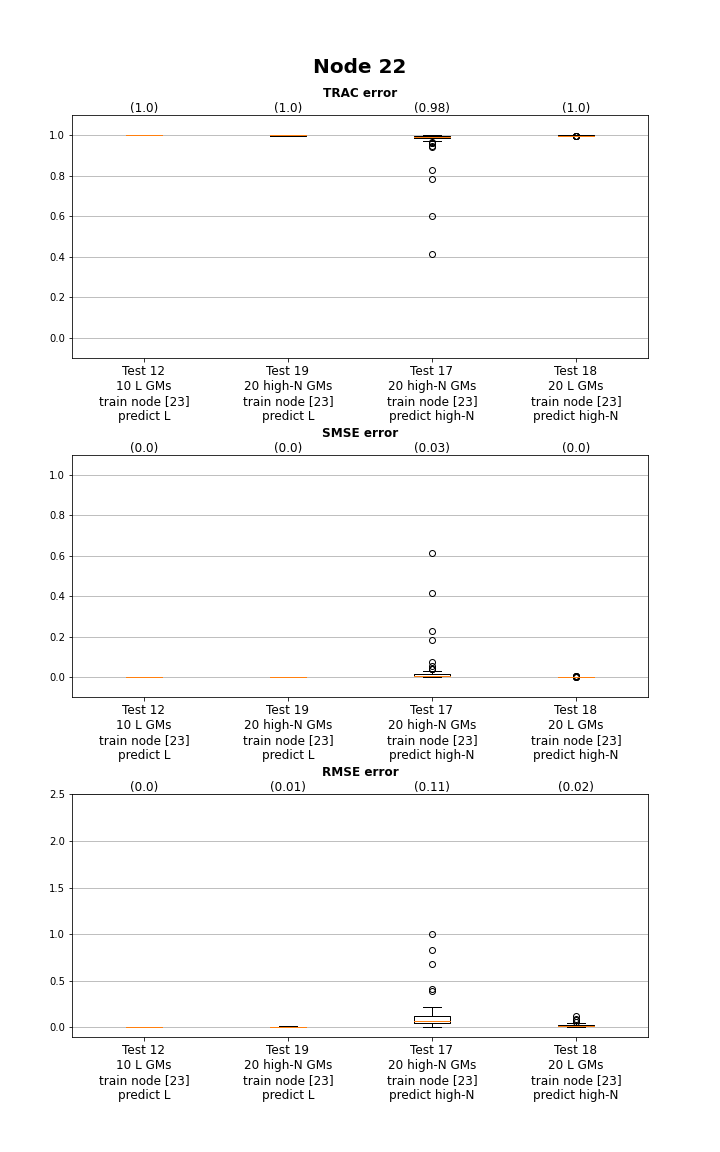 Node 22
TRAC error
(1.0) (1.0) (0.98) (1.0)
1.0
0.8
0.6
0.4
0.2
0.0
Test 12 Test 19 Test 17 Test 18
10 L GMs 20 high-N GMs 20 high-N GMs 20 L GMs
train node [23] train node [23] train node [23] train node [23]
predict L predict L predict high-N predict high-N
SMSE error
(0.0) (0.0) (0.03) (0.0)
1.0
0.8
0.6
0.4
0.2
0.0
Test 12 Test 19 Test 17 Test 18
10 L GMs 20 high-N GMs 20 high-N GMs 20 L GMs
train node [23] train node [23] train node [23] train node [23]
predict L predict L predict high-N predict high-N
RMSE error
(0.0) (0.01) (0.11) (0.02)
2.5
2.0
1.5
1.0
0.5
0.0
Test 12 Test 19 Test 17 Test 18
10 L GMs 20 high-N GMs 20 high-N GMs 20 L GMs
train node [23] train node [23] train node [23] train node [23]
predict L predict L predict high-N predict high-N